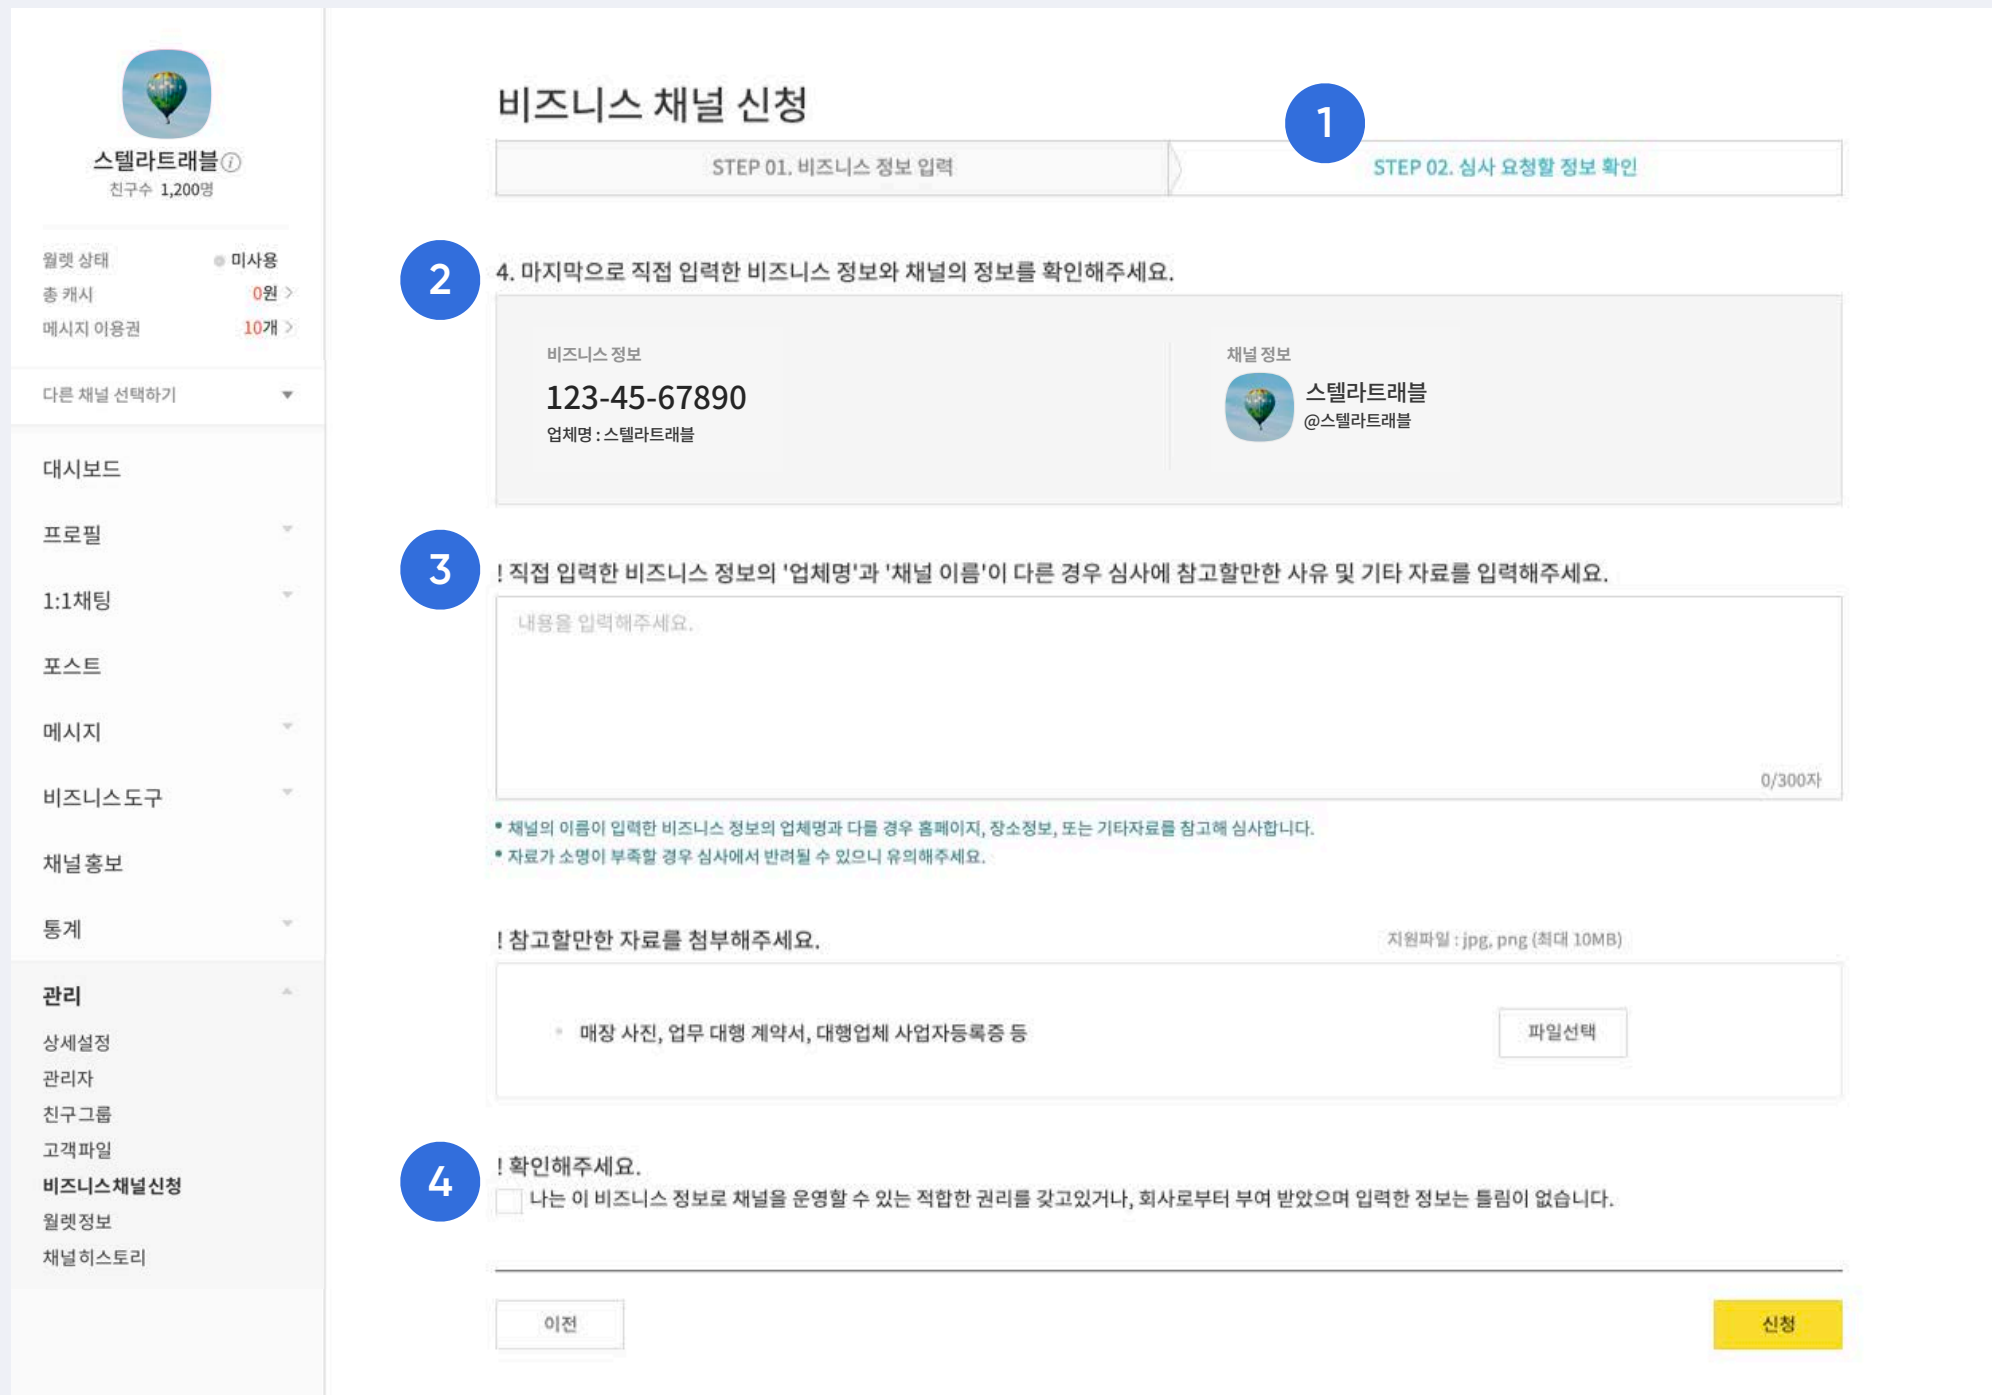 스텔라트래블
친구수 1,200명
월렛 상태 미사용
총 캐시 0원 >
메시지 이용권 10개 >
다른 채널 선택하기
대시보드
프로필
1:1채팅
포스트
메시지
비즈니스 도구
채널 홍보
통계
관리
상세설정
관리자
친구그룹
고객파일
비즈니스 채널 신청
월렛정보
채널히스토리
비즈니스 채널 신청
1
STEP 01. 비즈니스 정보 입력
STEP 02. 심사 요청할 정보 확인
2
4. 마지막으로 직접 입력한 비즈니스 정보와 채널의 정보를 확인해주세요.
비즈니스 정보
123-45-67890
업체명 : 스텔라트래블
채널 정보
스텔라트래블
@스텔라트래블
3
! 직접 입력한 비즈니스 정보의 '업체명'과 '채널 이름'이 다른 경우 심사에 참고할만한 사유 및 기타 자료를 입력해주세요.
내용을 입력해주세요.
0/300자
* 채널의 이름이 입력한 비즈니스 정보의 업체명과 다를 경우 홈페이지, 장소정보, 또는 기타자료를 참고해 심사합니다.
* 자료가 소명이 부족할 경우 심사에서 반려될 수 있으니 유의해주세요.
! 참고할만한 자료를 첨부해주세요.
지원파일 : jpg, png (최대 10MB)
매장 사진, 업무 대행 계약서, 대행업체 사업자등록증 등
파일선택
4
! 확인해주세요.
나는 이 비즈니스 정보로 채널을 운영할 수 있는 적합한 권리를 갖고있거나, 회사로부터 부여 받았으며 입력한 정보는 틀림이 없습니다.
이전
신청